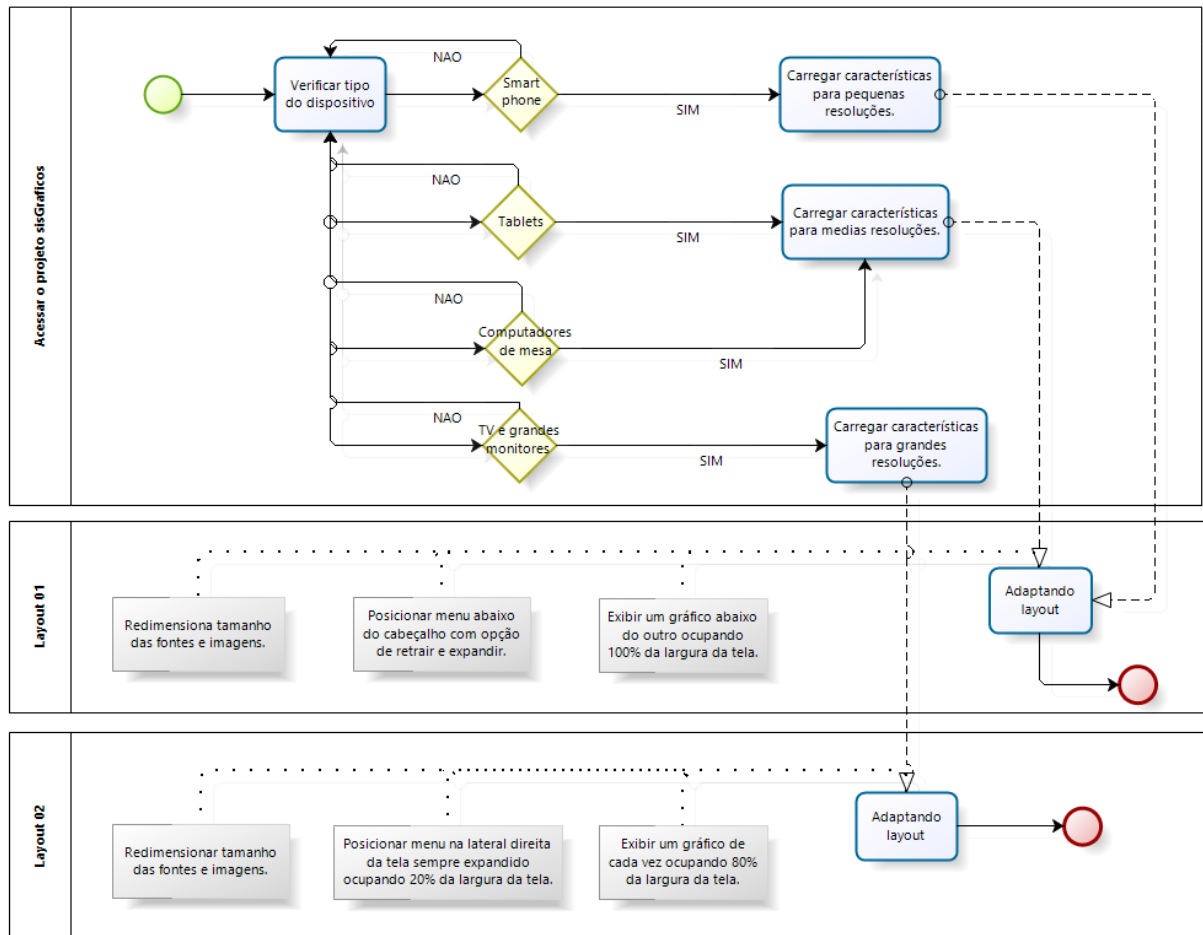 Acessar o projeto sisGraficos
Verificar tipo
do dispositivo
NAO
Smart
phone
SIM
Carregar características
para pequenas
resoluções.
NAO
Tablets
SIM
Carregar características
para medias resoluções.
NAO
Computadores
de mesa
SIM
NAO
TV e grandes
monitores
SIM
Carregar características
para grandes
resoluções.
Layout 01
Redimensiona tamanho
das fontes e imagens.
Posicionar menu abaixo
do cabeçalho com opção
de retrair e expandir.
Exibir um gráfico abaixo
do outro ocupando
100% da largura da tela.
Adaptando
layout
Layout 02
Redimensionar tamanho
das fontes e imagens.
Posicionar menu na lateral direita
da tela sempre expandido
ocupando 20% da largura da tela.
Exibir um gráfico de
cada vez ocupando 80%
da largura da tela.
Adaptando
layout